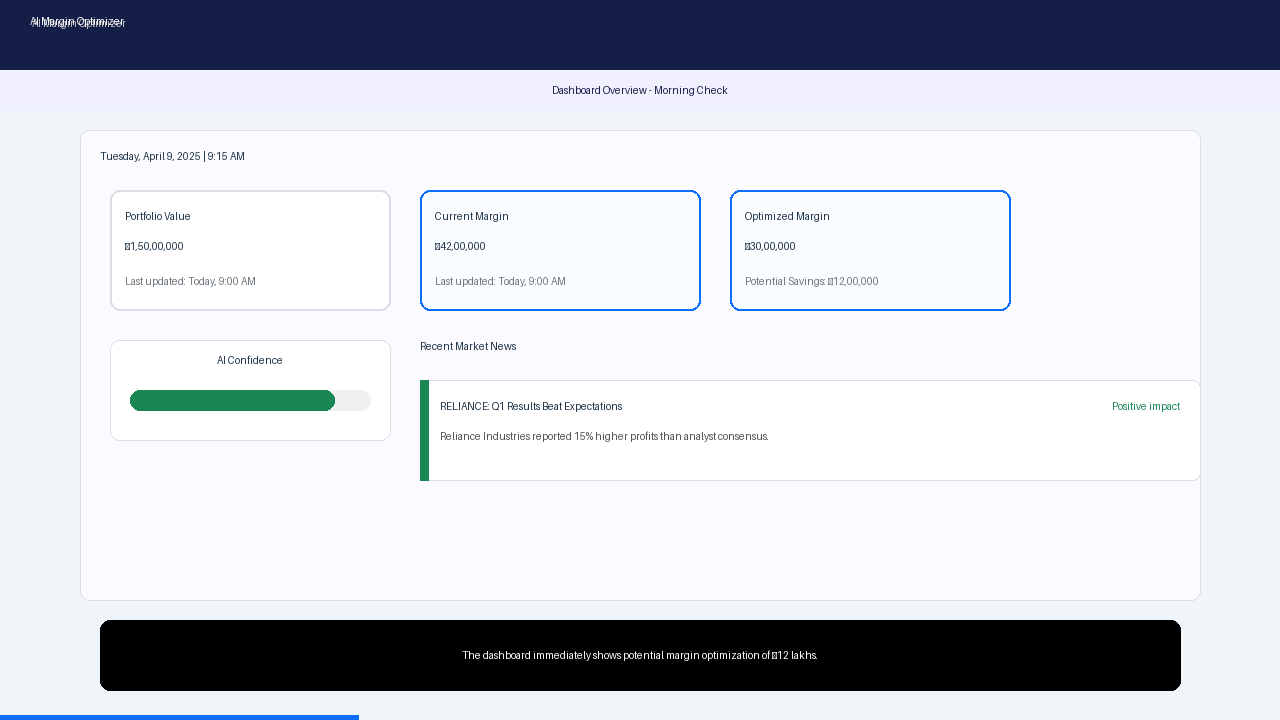 AI Margin Optimizer
Dashboard Overview - Morning Check
Tuesday, April 9, 2025 | 9:15 AM
Portfolio Value
Current Margin
Optimized Margin
1,50,00,000
42,00,000
30,00,000
Last updated: Today, 9:00 AM
Last updated: Today, 9:00 AM
Potential Savings: 12,00,000
AI Confidence
Recent Market News
RELIANCE: Q1 Results Beat Expectations
Positive impact
Reliance Industries reported 15% higher profits than analyst consensus.
The dashboard immediately shows potential margin optimization of 12 lakhs.